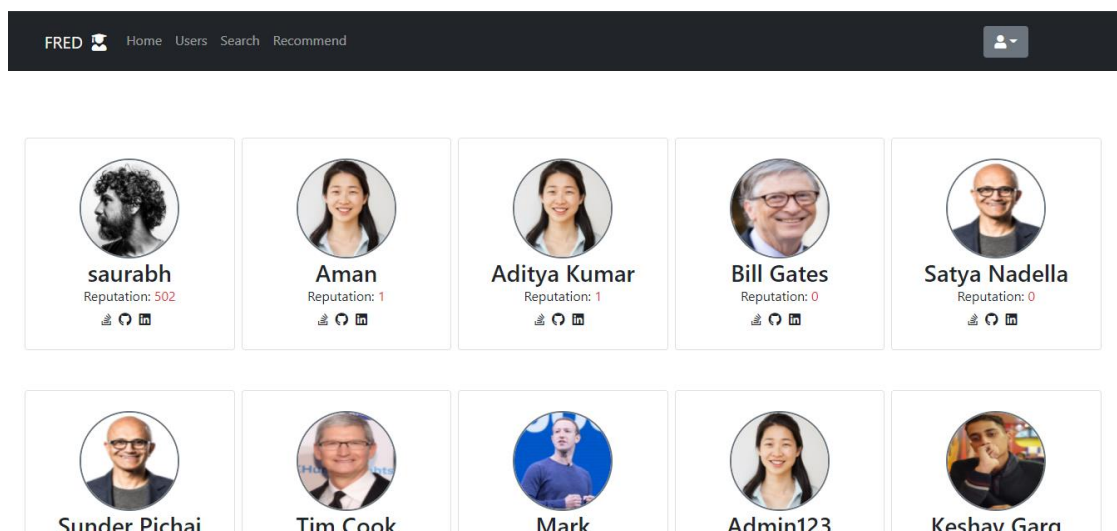 FRED Home Users Search Recommend
saurabh Aman Aditya Kumar Bill Gates Satya Nadella
Reputation: 502 Reputation: 1 Reputation: 1 Reputation: 0 Reputation: 0
Sunder Pichai Tim Cook Mark Admin123 Keshav Garg